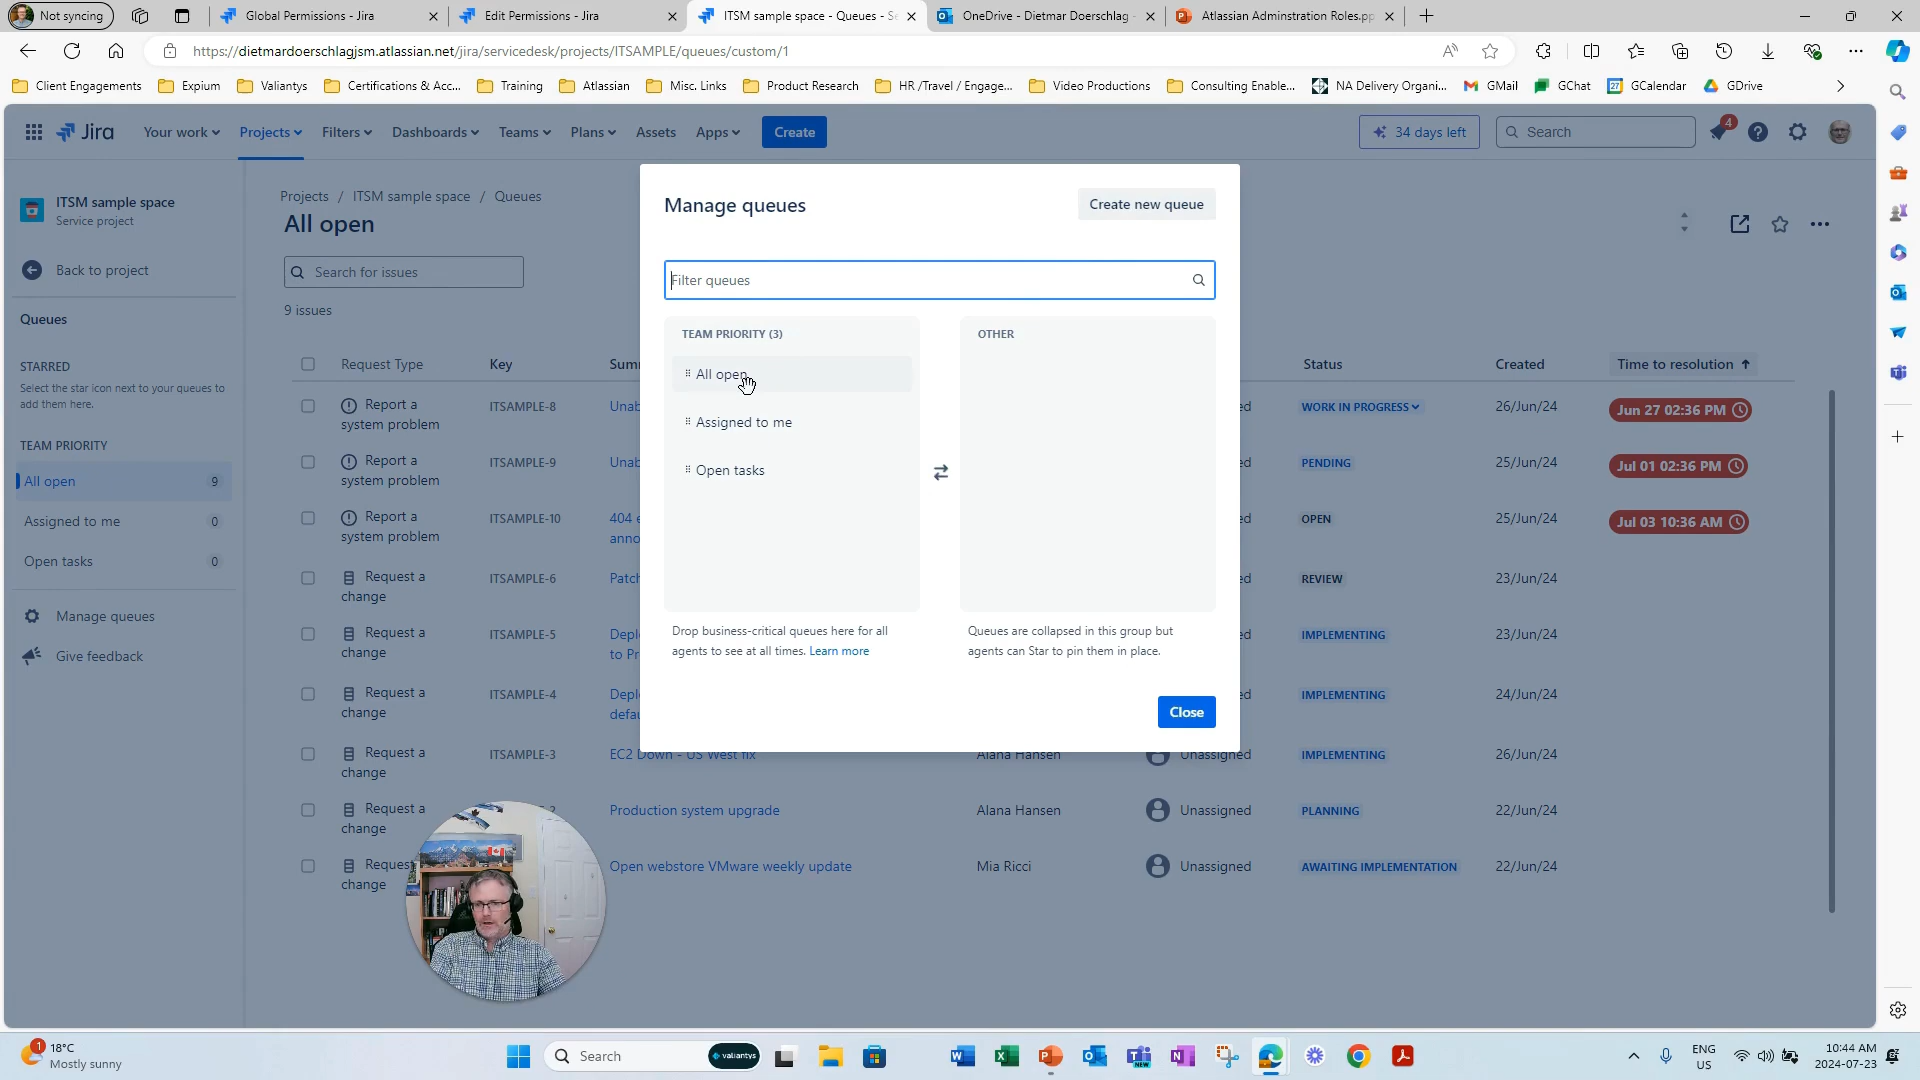 Not syncing
Global Permissions - Jira
Edit Permissions - Jira
ITSM sample space - Queues - Se
OneDrive - Dietmar Doerschlag -
Atlassian Adminstration Roles.pp
https://dietmardoerschlagjsm.atlassian.net/jira/servicedesk/projects/ITSAMPLE/queues/custom/1
Client Engagements
Expium
Valiantys
Certifications & Acc...
Training
Atlassian
Misc. Links
Product Research
HR /Travel / Engage...
Video Productions
Consulting Enable...
NA Delivery Organi...
GMail
GChat
27
GCalendar
GDrive
Jira
Your work
Projects
Filters
Dashboards
Teams
Plans
Assets
Apps
Create
34 days left
Search
4
ITSM sample space
Service project
Back to project
Queues
STARRED
Select the star icon next to your queues to
add them here.
TEAM PRIORITY
All open 9
Assigned to me 0
Open tasks 0
Manage queues
Give feedback
Projects / ITSM sample space / Queues
All open
Search for issues
9 issues
Request Type Key Summ Status Created Time to resolution
Report a
system problem
ITSAMPLE-8 Unab ed WORK IN PROGRESS 26/Jun/24 Jun 27 02:36 PM
Report a
system problem
ITSAMPLE-9 Unab ed PENDING 25/Jun/24 Jul 01 02:36 PM
Report a
system problem
ITSAMPLE-10 404 e
anno
ed OPEN 25/Jun/24 Jul 03 10:36 AM
Request a
change
ITSAMPLE-6 Patch ed REVIEW 23/Jun/24
Request a
change
ITSAMPLE-5 Depl
to Pr
ed IMPLEMENTING 23/Jun/24
Request a
change
ITSAMPLE-4 Depl
defau
ed IMPLEMENTING 24/Jun/24
Request a
change
ITSAMPLE-3 EC2 Down - US West fix Alana Hansen Unassigned IMPLEMENTING 26/Jun/24
Request a
change
Production system upgrade Alana Hansen Unassigned PLANNING 22/Jun/24
Request
change
Open webstore VMware weekly update Mia Ricci Unassigned AWAITING IMPLEMENTATION 22/Jun/24
Manage queues
Create new queue
Filter queues
TEAM PRIORITY (3)
All open
Assigned to me
Open tasks
OTHER
Drop business-critical queues here for all
agents to see at all times. Learn more
Queues are collapsed in this group but
agents can Star to pin them in place.
Close
1
18°C
Mostly sunny
Search
valiantys
NEW
ENG
US
10:44 AM
2024-07-23